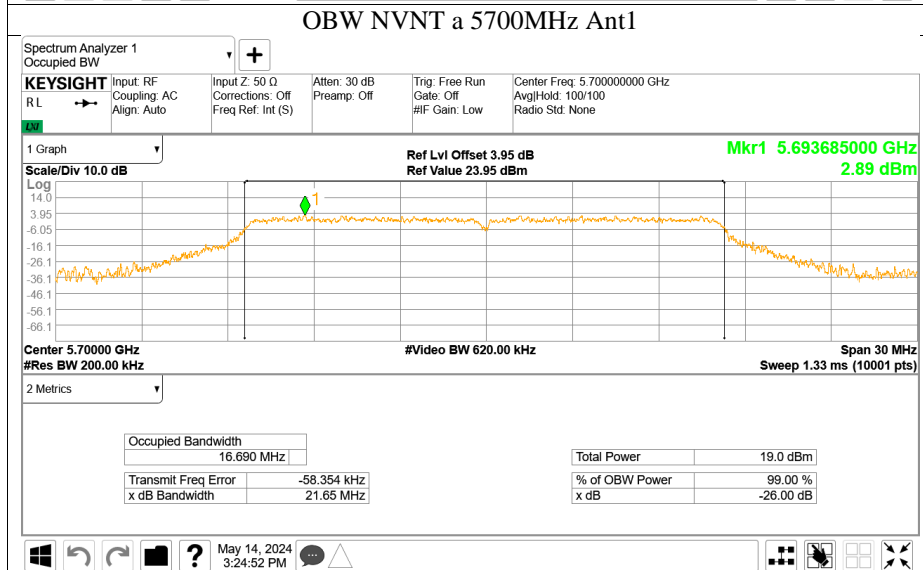 OBW NVNT a 5700MHz Ant1
Spectrum Analyzer 1
Occupied BW
+
KEYSIGHT
R L
LXI
Input: RF
Coupling: AC
Align: Auto
Input Z: 50 Ω
Corrections: Off
Freq Ref: Int (S)
Atten: 30 dB
Preamp: Off
Trig: Free Run
Gate: Off
#IF Gain: Low
Center Freq: 5.700000000 GHz
Avg|Hold: 100/100
Radio Std: None
1 Graph
Scale/Div 10.0 dB
Ref Lvl Offset 3.95 dB
Ref Value 23.95 dBm
Mkr1 5.693685000 GHz
2.89 dBm
Log
14.0
3.95
-6.05
-16.1
-26.1
-36.1
-46.1
-56.1
-66.1
1
Center 5.70000 GHz
#Res BW 200.00 kHz
#Video BW 620.00 kHz
Span 30 MHz
Sweep 1.33 ms (10001 pts)
2 Metrics
Occupied Bandwidth
16.690 MHz
Transmit Freq Error -58.354 kHz
x dB Bandwidth 21.65 MHz
Total Power 19.0 dBm
% of OBW Power 99.00 %
x dB -26.00 dB
?
May 14, 2024
3:24:52 PM